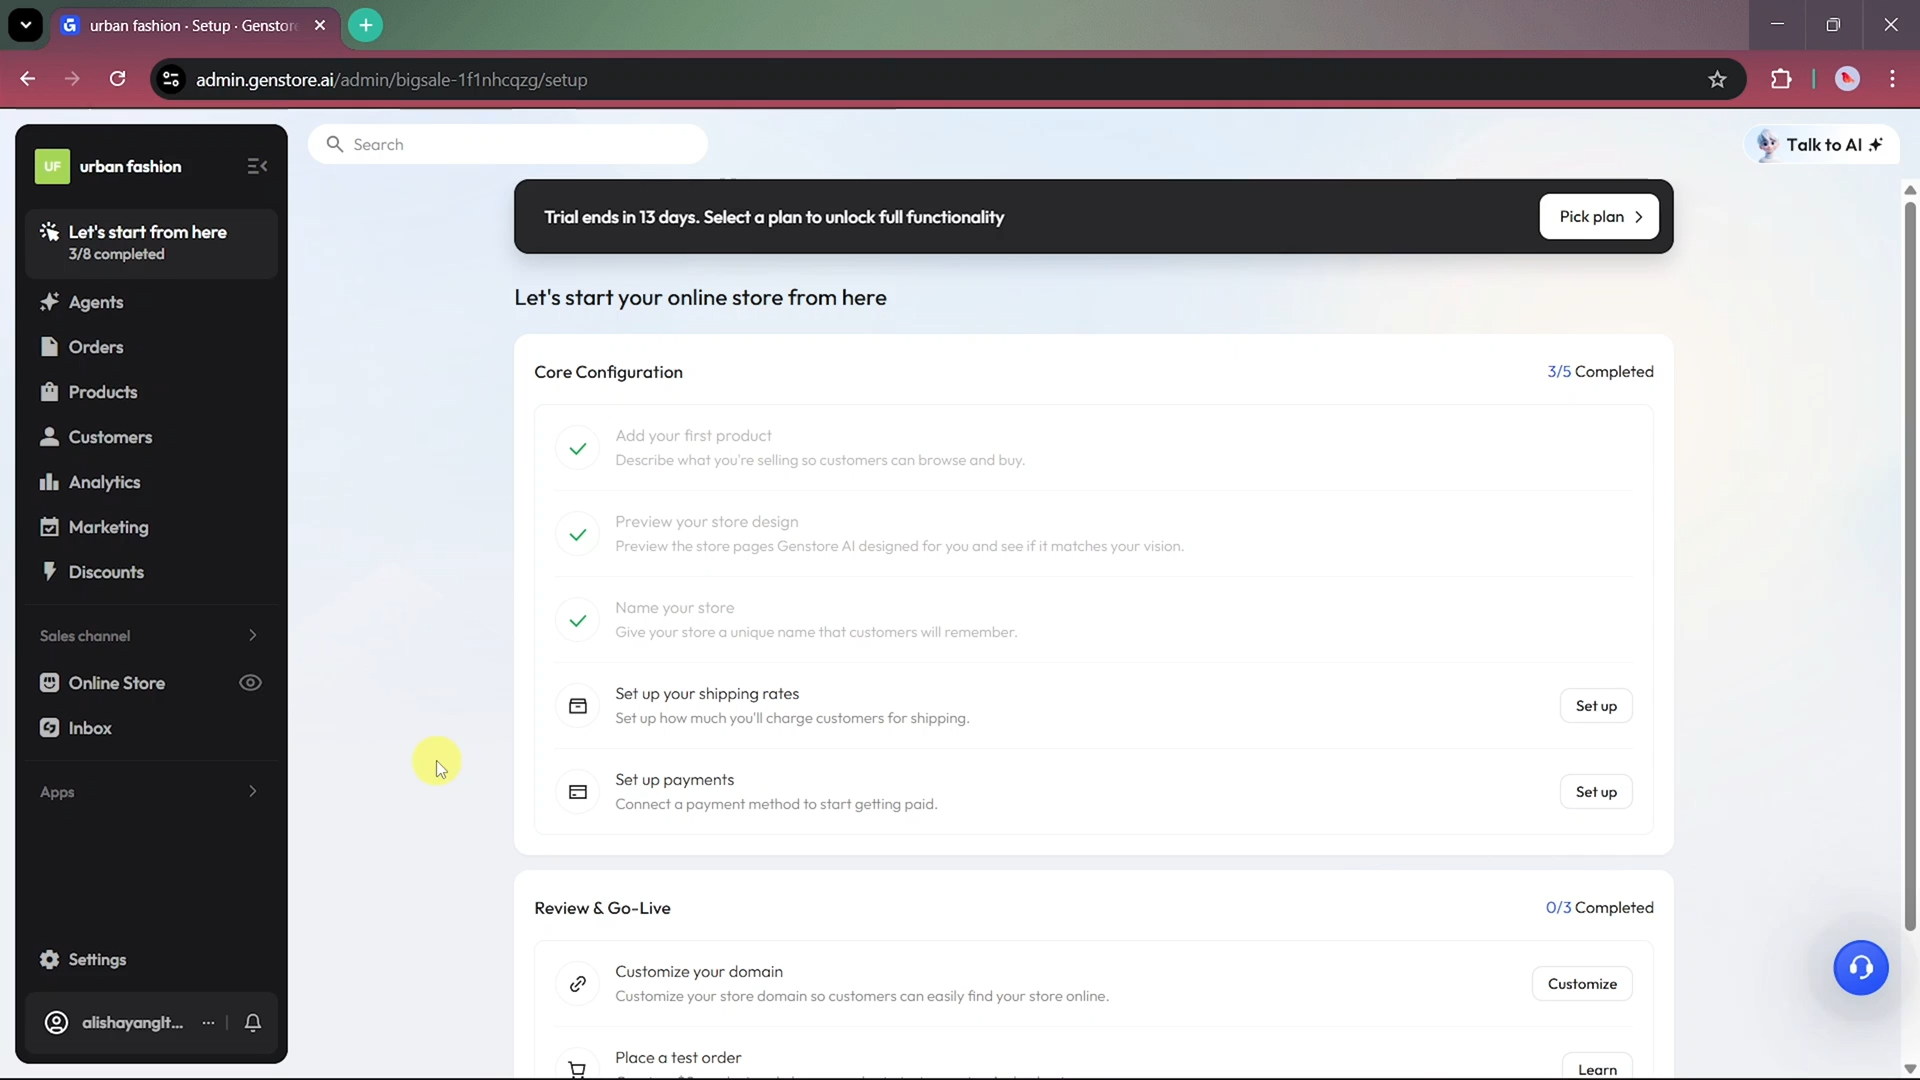 urban fashion · Setup · Genstore
admin.genstore.ai/admin/bigsale-1f1nhcqzg/setup
UF urban fashion
Search
Talk to AI
Let's start from here
3/8 completed
Agents
Orders
Products
Customers
Analytics
Marketing
Discounts
Sales channel
Online Store
Inbox
Apps
Settings
alishayanglt... ...
Trial ends in 13 days. Select a plan to unlock full functionality
Pick plan
Let's start your online store from here
Core Configuration
3/5 Completed
Add your first product
Describe what you're selling so customers can browse and buy.
Preview your store design
Preview the store pages Genstore AI designed for you and see if it matches your vision.
Name your store
Give your store a unique name that customers will remember.
Set up your shipping rates
Set up how much you'll charge customers for shipping.
Set up
Set up payments
Connect a payment method to start getting paid.
Set up
Review & Go-Live
0/3 Completed
Customize your domain
Customize your store domain so customers can easily find your store online.
Customize
Place a test order
Learn